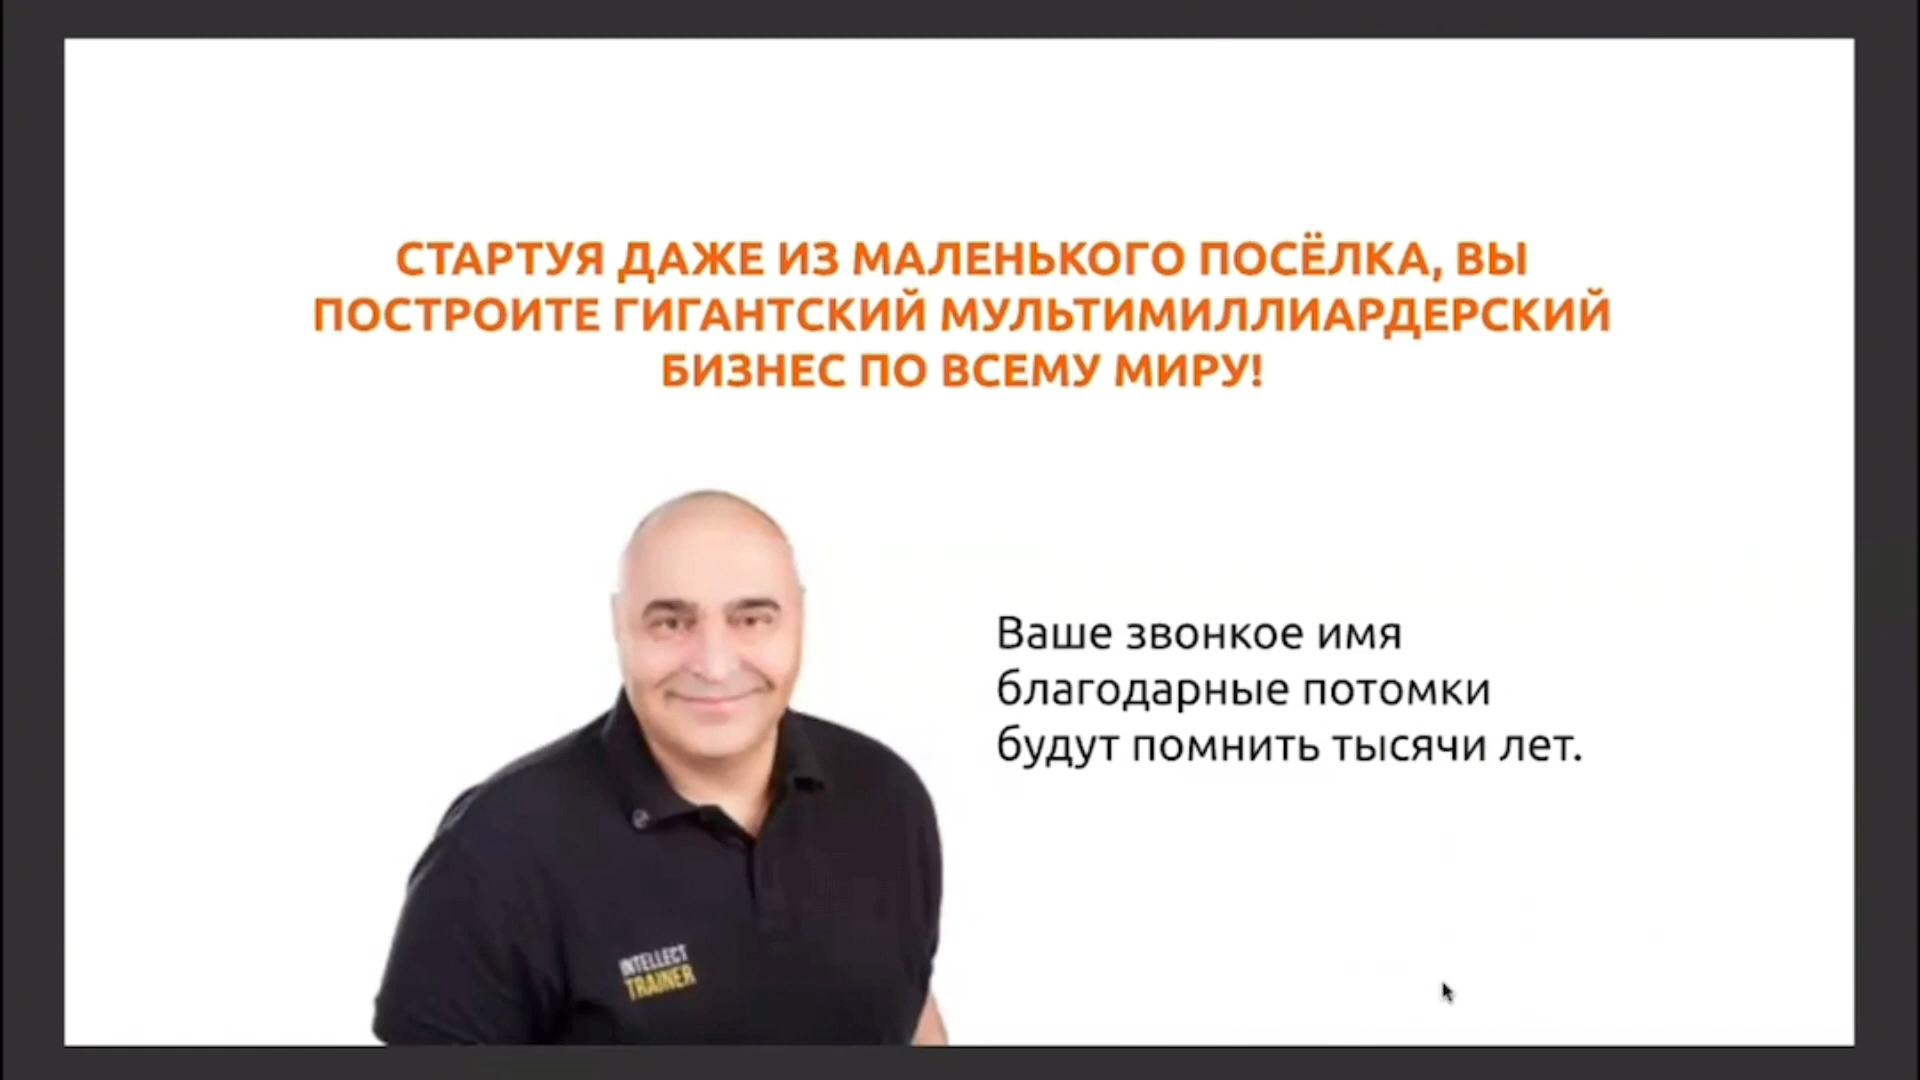 СТАРТУЯ ДАЖЕ ИЗ МАЛЕНЬКОГО ПОСЁЛКА, ВЫ
ПОСТРОИТЕ ГИГАНТСКИЙ МУЛЬТИМИЛЛИАРДЕРСКИЙ
БИЗНЕС ПО ВСЕМУ МИРУ!
Ваше звонкое имя
благодарные потомки
будут помнить тысячи лет.
INTELLECT
TRAINER